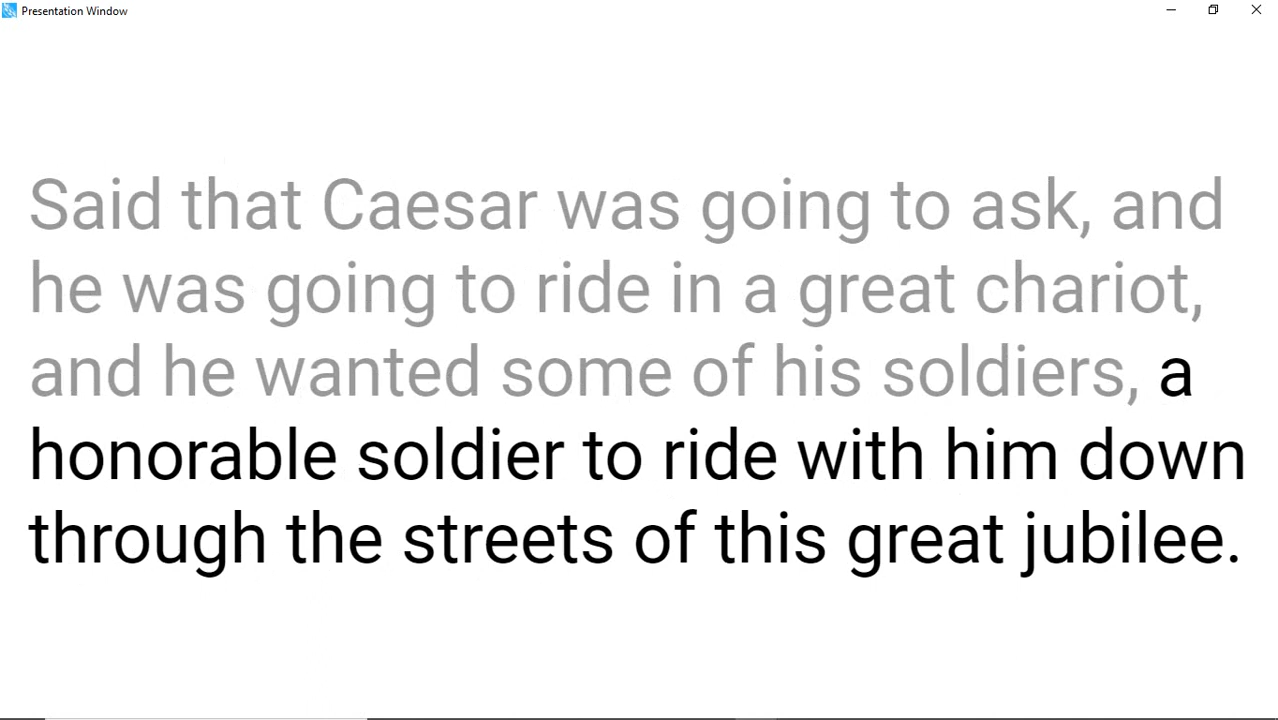 Presentation Window
Said that Caesar was going to ask, and
he was going to ride in a great chariot,
and he wanted some of his soldiers, a
honorable soldier to ride with him down
through the streets of this great jubilee.